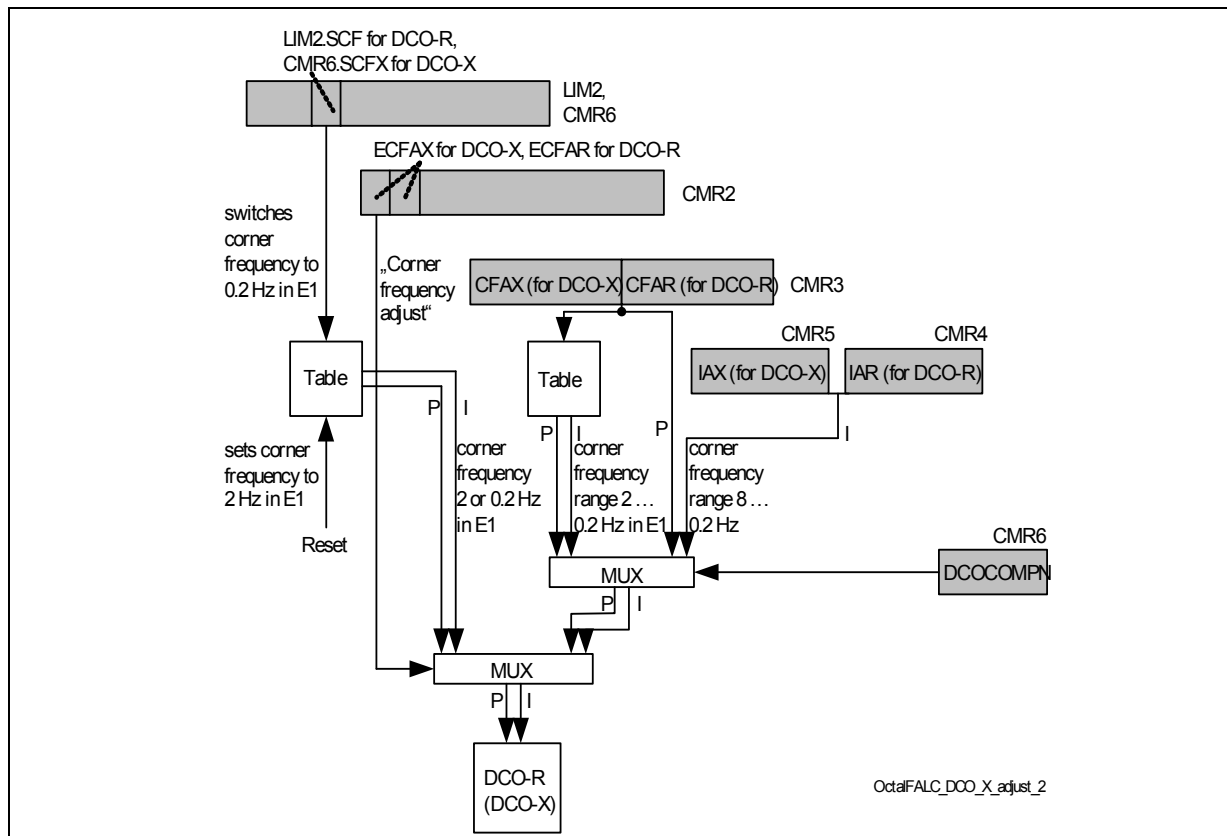 LIM2.SCF for DCO-R,
CMR6.SCFX for DCO-X
LIM2,
CMR6
ECFAX for DCO-X, ECFAR for DCO-R
CMR2
switches
corner
frequency to
0.2 Hz in E1
„Corner
frequency
adjust“
CFAX (for DCO-X)
CFAR (for DCO-R)
CMR3
CMR5
CMR4
IAX (for DCO-X)
IAR (for DCO-R)
Table
Table
P
I
P
I
P
I
sets corner
frequency to
2 Hz in E1
corner
frequency
2 or 0.2 Hz
in E1
corner
frequency
range 2 …
0.2 Hz in E1
corner
frequency
range 8 …
0.2 Hz
Reset
CMR6
DCOCOMPN
MUX
P
I
MUX
P
I
DCO-R
(DCO-X)
OctalFALC_DCO_X_adjust_2